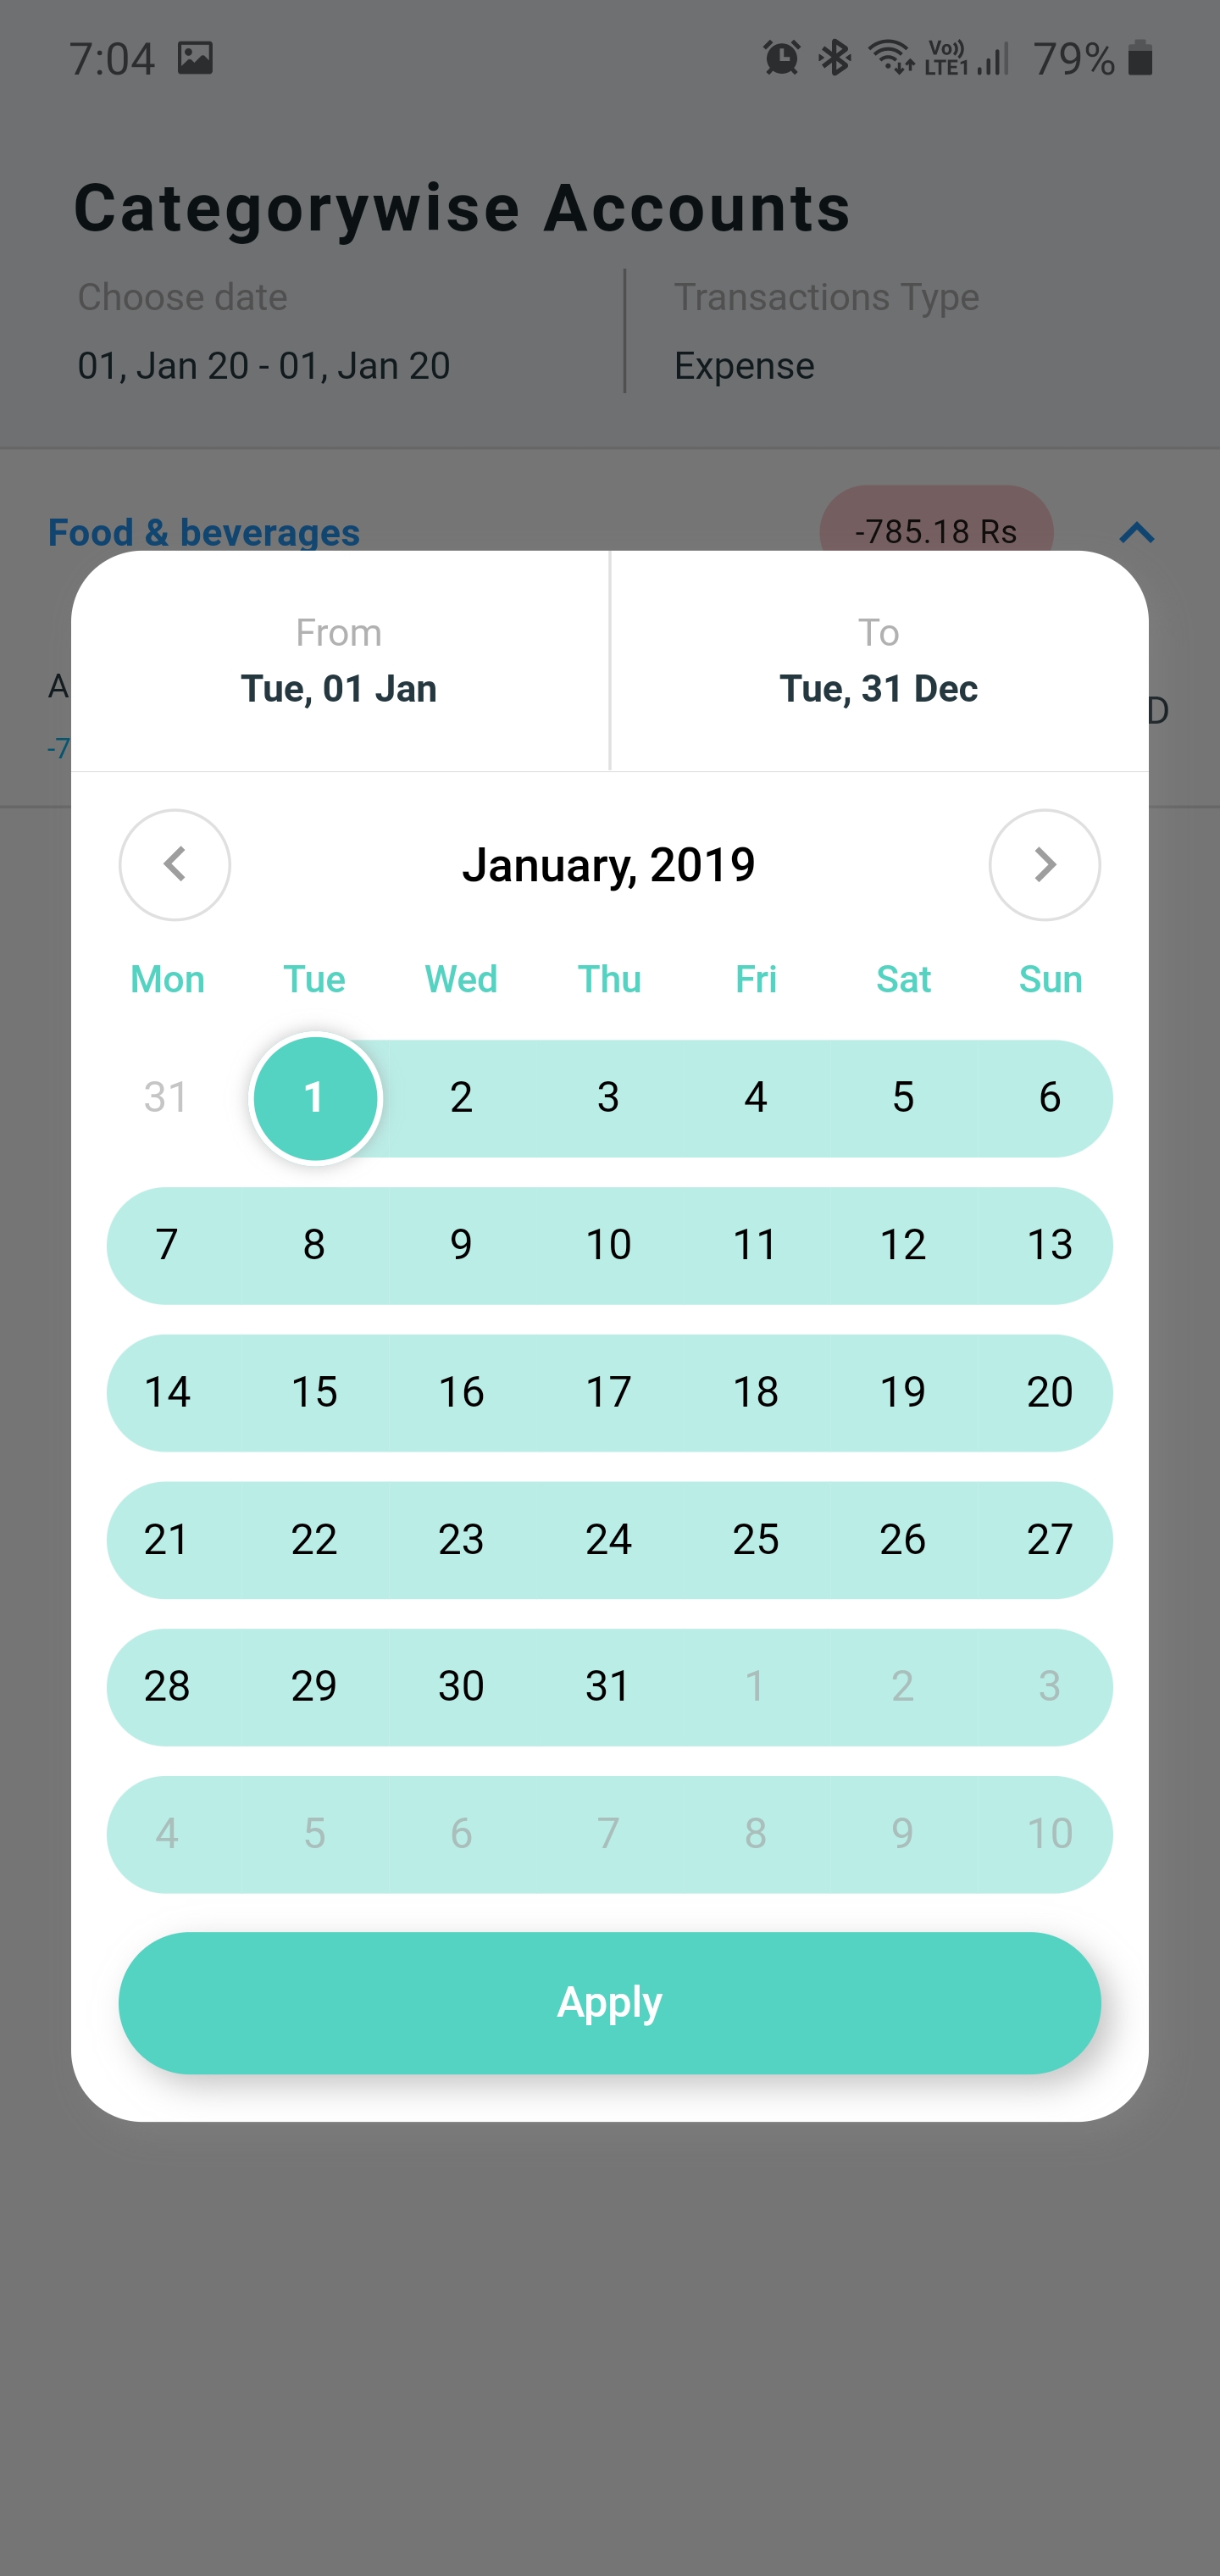 7:04 Vo)) LTE1 79%
Categorywise Accounts
Choose date Transactions Type
01, Jan 20 - 01, Jan 20 Expense
Food & beverages -785.18 Rs
From To
Tue, 01 Jan Tue, 31 Dec
A D
-7
January, 2019
Mon Tue Wed Thu Fri Sat Sun
31 1 2 3 4 5 6
7 8 9 10 11 12 13
14 15 16 17 18 19 20
21 22 23 24 25 26 27
28 29 30 31 1 2 3
4 5 6 7 8 9 10
Apply